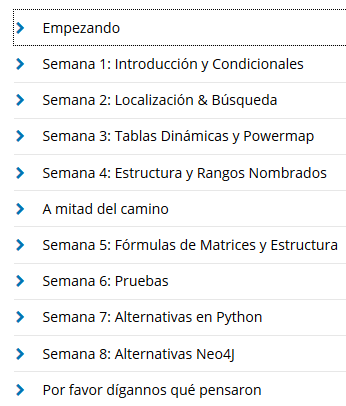 Empezando
Semana 1: Introducción y Condicionales
Semana 2: Localización & Búsqueda
Semana 3: Tablas Dinámicas y Powermap
Semana 4: Estructura y Rangos Nombrados
A mitad del camino
Semana 5: Fórmulas de Matrices y Estructura
Semana 6: Pruebas
Semana 7: Alternativas en Python
Semana 8: Alternativas Neo4J
Por favor dígannos qué pensaron